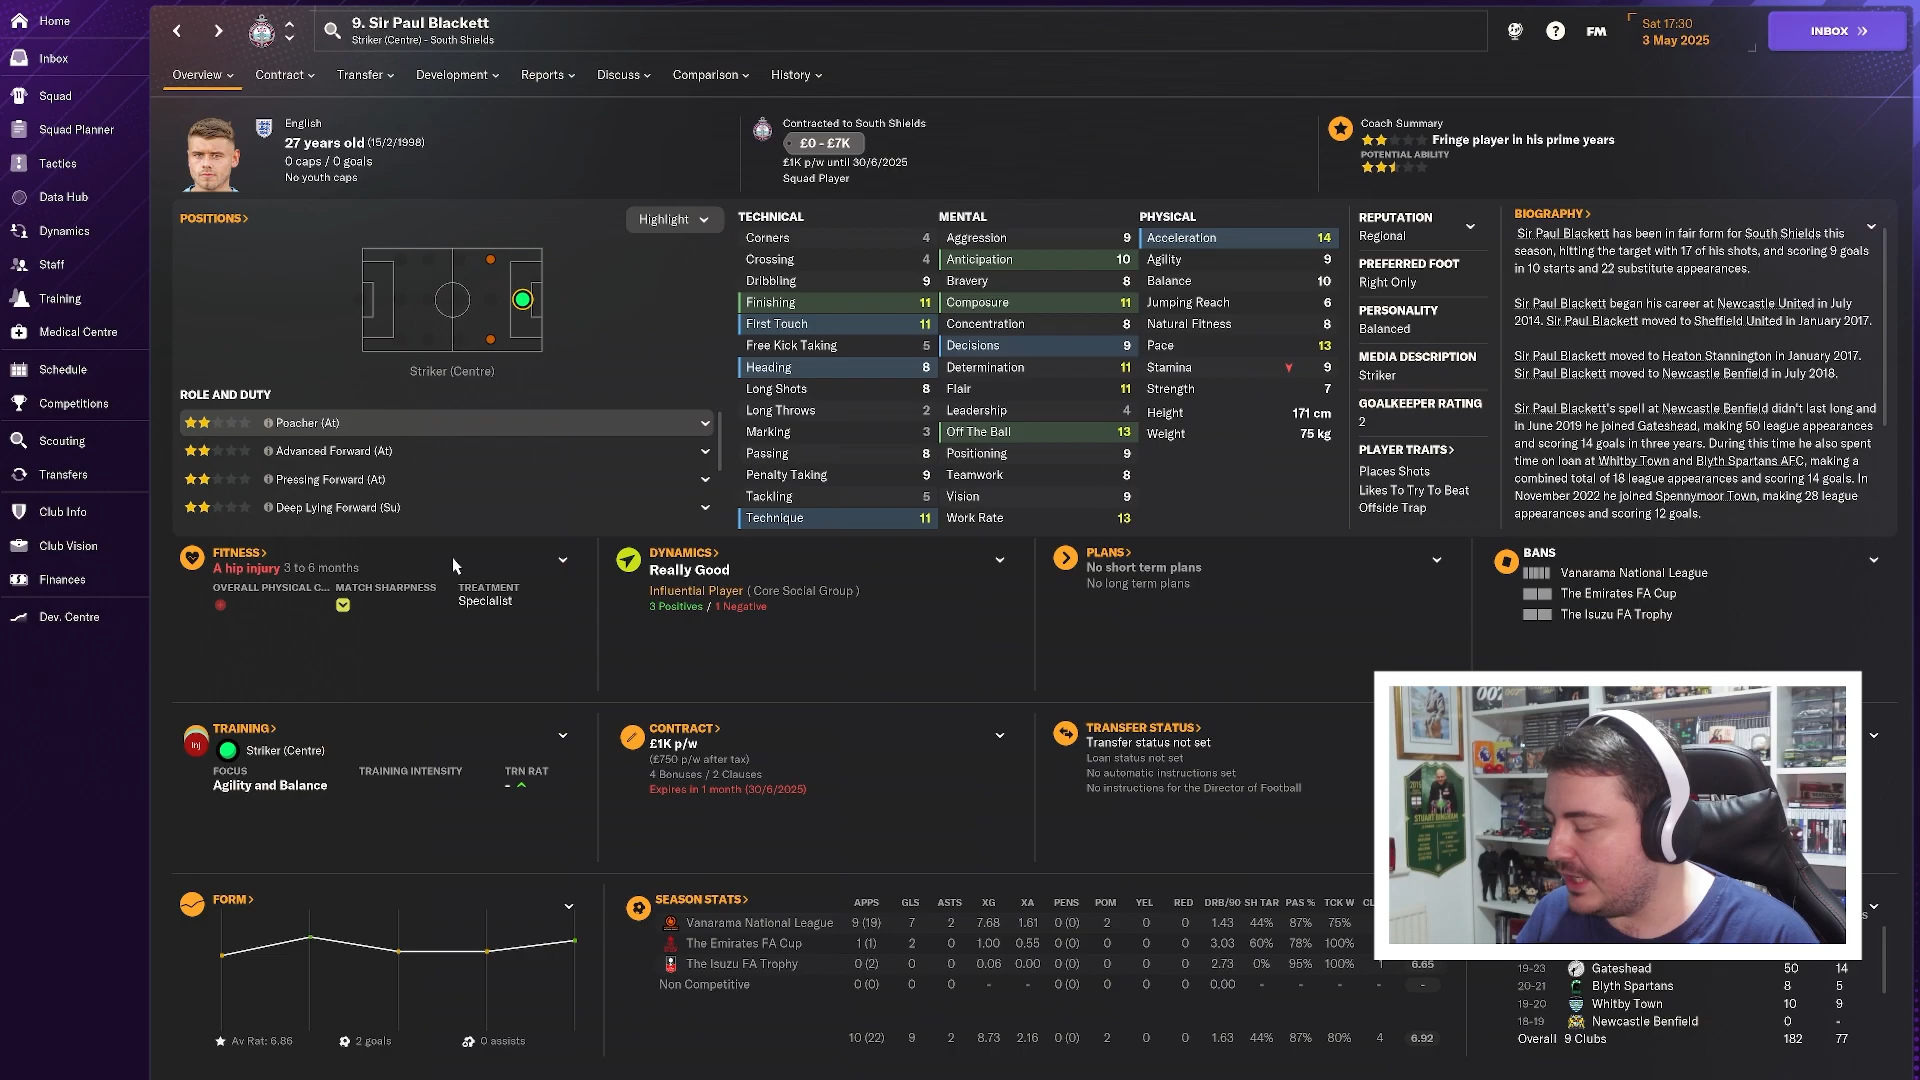 Home
Inbox
Squad
Squad Planner
Tactics
Data Hub
Dynamics
Staff
Training
Medical Centre
Schedule
Competitions
Scouting
Transfers
Club Info
Club Vision
Finances
Dev. Centre
9. Sir Paul Blackett
Striker (Centre) - South Shields
FM
Sat 17:30
3 May 2025
INBOX
Overview
Contract
Transfer
Development
Reports
Discuss
Comparison
History
English
27 years old (15/2/1998)
0 caps / 0 goals
No youth caps
Contracted to South Shields
£0 - £7K
£1K p/w until 30/6/2025
Squad Player
Coach Summary
Fringe player in his prime years
POTENTIAL ABILITY
POSITIONS
Highlight
Striker (Centre)
ROLE AND DUTY
Poacher (At)
Advanced Forward (At)
Pressing Forward (At)
Deep Lying Forward (Su)
TECHNICAL
Corners 4
Crossing 4
Dribbling 9
Finishing 11
First Touch 11
Free Kick Taking 5
Heading 8
Long Shots 8
Long Throws 2
Marking 3
Passing 8
Penalty Taking 9
Tackling 5
Technique 11
MENTAL
Aggression 9
Anticipation 10
Bravery 8
Composure 11
Concentration 8
Decisions 9
Determination 11
Flair 11
Leadership 4
Off The Ball 13
Positioning 9
Teamwork 8
Vision 9
Work Rate 13
PHYSICAL
Acceleration 14
Agility 9
Balance 10
Jumping Reach 6
Natural Fitness 8
Pace 13
Stamina 9
Strength 7
Height 171 cm
Weight 75 kg
REPUTATION
Regional
PREFERRED FOOT
Right Only
PERSONALITY
Balanced
MEDIA DESCRIPTION
Striker
GOALKEEPER RATING
2
PLAYER TRAITS
Places Shots
Likes To Try To Beat
Offside Trap
BIOGRAPHY
Sir Paul Blackett has been in fair form for South Shields this
season, hitting the target with 17 of his shots, and scoring 9 goals
in 10 starts and 22 substitute appearances.
Sir Paul Blackett began his career at Newcastle United in July
2014. Sir Paul Blackett moved to Sheffield United in January 2017.
Sir Paul Blackett moved to Heaton Stannington in January 2017.
Sir Paul Blackett moved to Newcastle Benfield in July 2018.
Sir Paul Blackett's spell at Newcastle Benfield didn't last long and
in June 2019 he joined Gateshead, making 50 league appearances
and scoring 14 goals in three years. During this time he also spent
time on loan at Whitby Town and Blyth Spartans AFC, making a
combined total of 18 league appearances and scoring 14 goals. In
November 2022 he joined Spennymoor Town, making 28 league
appearances and scoring 12 goals.
FITNESS
A hip injury 3 to 6 months
OVERALL PHYSICAL C... MATCH SHARPNESS TREATMENT
Specialist
DYNAMICS
Really Good
Influential Player ( Core Social Group )
3 Positives / 1 Negative
PLANS
No short term plans
No long term plans
BANS
Vanarama National League
The Emirates FA Cup
The Isuzu FA Trophy
TRAINING
Inj
Striker (Centre)
FOCUS TRAINING INTENSITY TRN RAT
Agility and Balance -
CONTRACT
£1K p/w
(£750 p/w after tax)
4 Bonuses / 2 Clauses
Expires in 1 month (30/6/2025)
TRANSFER STATUS
Transfer status not set
Loan status not set
No automatic instructions set
No instructions for the Director of Football
FORM
Av Rat: 6.86 2 goals 0 assists
SEASON STATS
APPS GLS ASTS XG XA PENS POM YEL RED DRB/90 SH TAR PAS % TCK W CL
Vanarama National League 9 (19) 7 2 7.68 1.61 0 (0) 2 0 0 1.43 44% 87% 75%
The Emirates FA Cup 1 (1) 2 0 1.00 0.55 0 (0) 0 0 0 3.03 60% 78% 100%
The Isuzu FA Trophy 0 (2) 0 0 0.06 0.00 0 (0) 0 0 0 2.73 0% 95% 100% 6.65
Non Competitive 0 (0) 0 0 - - 0 (0) 0 0 0 0.00 - - - - -
10 (22) 9 2 8.73 2.16 0 (0) 2 0 0 1.63 44% 87% 80% 4 6.92
007
STUART BINGHAM
19-23 Gateshead 50 14
20-21 Blyth Spartans 8 5
19-20 Whitby Town 10 9
18-19 Newcastle Benfield 0 -
Overall 9 Clubs 182 77